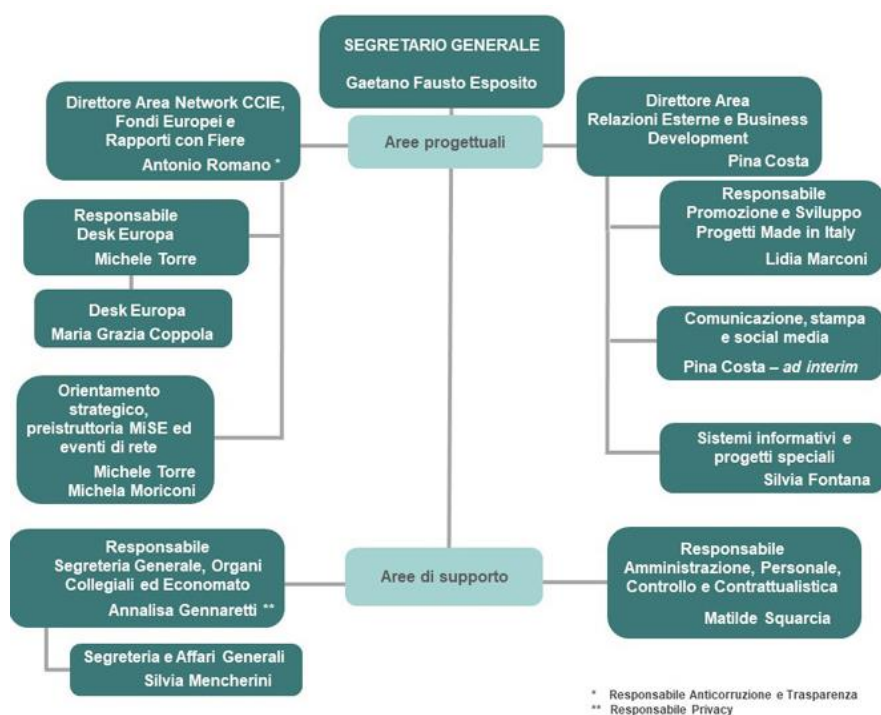 SEGRETARIO GENERALE
Gaetano Fausto Esposito
Aree progettuali
Direttore Area Network CCIE,
Fondi Europei e
Rapporti con Fiere
Antonio Romano *
Responsabile
Desk Europa
Michele Torre
Desk Europa
Maria Grazia Coppola
Orientamento
strategico,
preistruttoria MiSE ed
eventi di rete
Michele Torre
Michela Moriconi
Direttore Area
Relazioni Esterne e Business
Development
Pina Costa
Responsabile
Promozione e Sviluppo
Progetti Made in Italy
Lidia Marconi
Comunicazione, stampa
e social media
Pina Costa – ad interim
Sistemi informativi e
progetti speciali
Silvia Fontana
Aree di supporto
Responsabile
Segreteria Generale, Organi
Collegiali ed Economato
Annalisa Gennaretti **
Segreteria e Affari Generali
Silvia Mencherini
Responsabile
Amministrazione, Personale,
Controllo e Contrattualistica
Matilde Squarcia
* Responsabile Anticorruzione e Trasparenza
** Responsabile Privacy